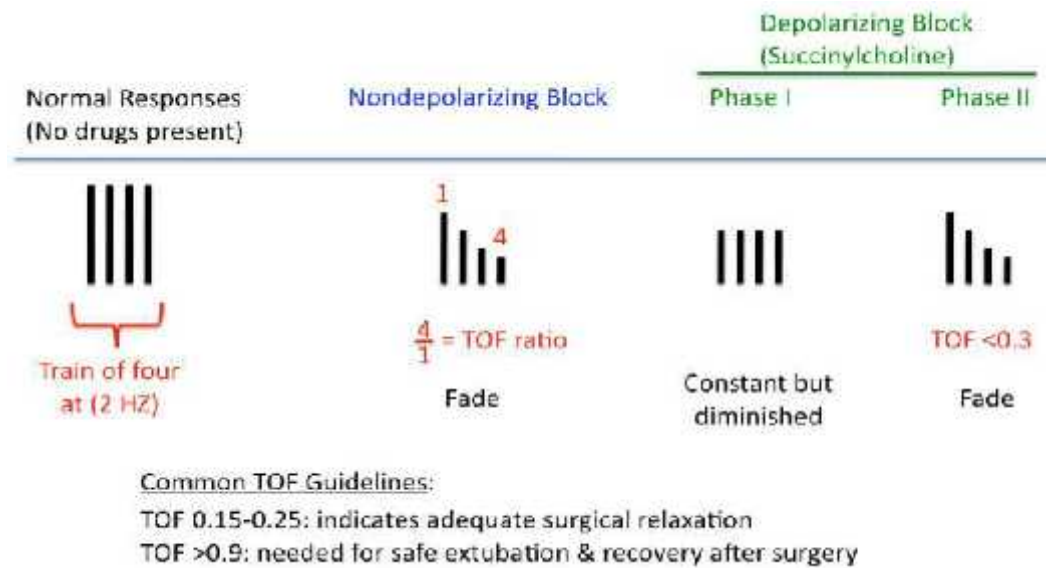 Depolarizing Block
(Succinylcholine)
Normal Responses
(No drugs present)
Nondepolarizing Block
Phase I
Phase II
1
4
4/1 = TOF ratio
TOF <0.3
Train of four
at (2 HZ)
Fade
Constant but
diminished
Fade
Common TOF Guidelines:
TOF 0.15-0.25: indicates adequate surgical relaxation
TOF >0.9: needed for safe extubation & recovery after surgery